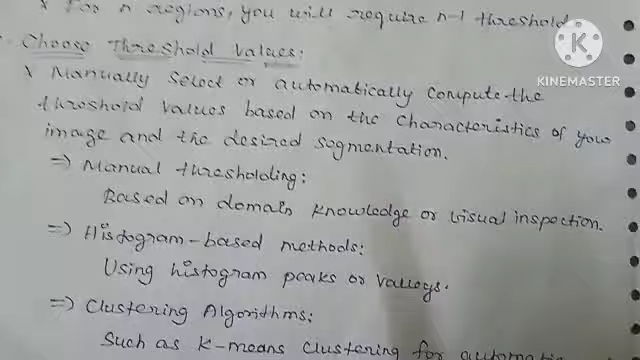 * For n regions, you will require n-1 threshold.
Choose Threshold Values:
* Manually Select or automatically compute the
threshold values based on the characteristics of your
image and the desired segmentation.
=> Manual thresholding:
Based on domain knowledge or visual inspection.
=> Histogram-based methods:
Using histogram peaks or valleys.
=> Clustering Algorithms:
Such as K-means clustering for
KINEMASTER